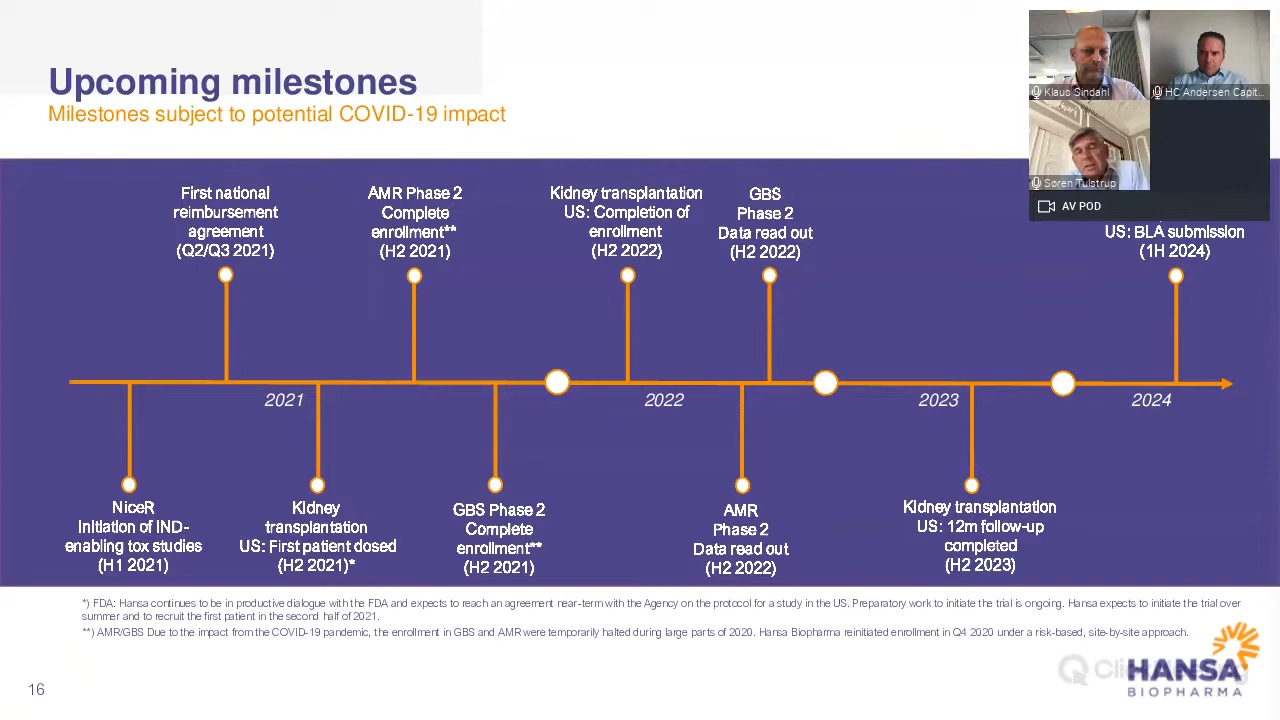 Upcoming milestones
Milestones subject to potential COVID-19 impact
Klaus Sindahl
HC Andersen Capit...
Søren Tulstrup
AV POD
First national
reimbursement
agreement
(Q2/Q3 2021)
AMR Phase 2
Complete
enrollment**
(H2 2021)
Kidney transplantation
US: Completion of
enrollment
(H2 2022)
GBS
Phase 2
Data read out
(H2 2022)
US: BLA submission
(1H 2024)
2021
2022
2023
2024
NiceR
Initiation of IND-
enabling tox studies
(H1 2021)
Kidney
transplantation
US: First patient dosed
(H2 2021)*
GBS Phase 2
Complete
enrollment**
(H2 2021)
AMR
Phase 2
Data read out
(H2 2022)
Kidney transplantation
US: 12m follow-up
completed
(H2 2023)
*) FDA: Hansa continues to be in productive dialogue with the FDA and expects to reach an agreement near-term with the Agency on the protocol for a study in the US. Preparatory work to initiate the trial is ongoing. Hansa expects to initiate the trial over
summer and to recruit the first patient in the second half of 2021.
**) AMR/GBS Due to the impact from the COVID-19 pandemic, the enrollment in GBS and AMR were temporarily halted during large parts of 2020. Hansa Biopharma reinitiated enrollment in Q4 2020 under a risk-based, site-by-site approach.
16
HANSA
BIOPHARMA